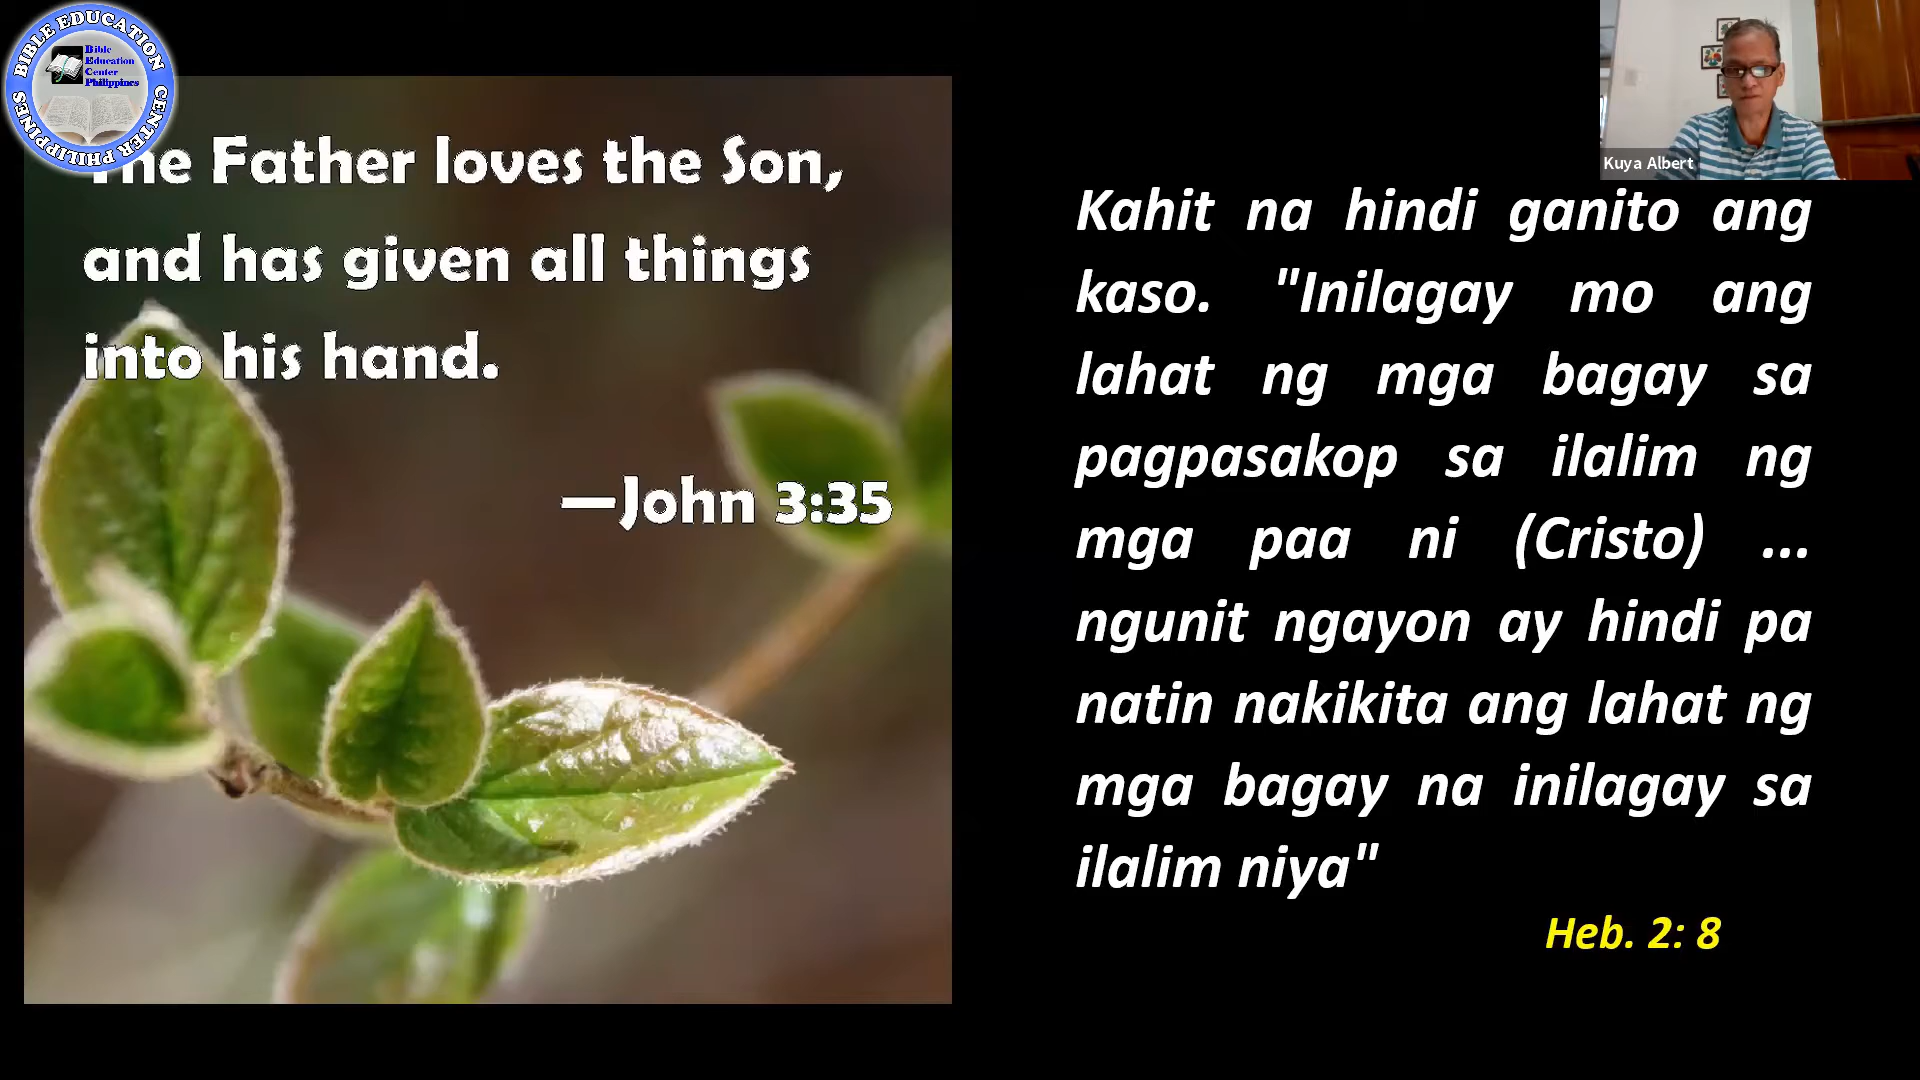 BIBLE EDUCATION CENTER PHILIPPINES
Bible
Education
Center
Philippines
The Father loves the Son,
and has given all things
into his hand.
—John 3:35
Kuya Albert
Kahit na hindi ganito ang
kaso. "Inilagay mo ang
lahat ng mga bagay sa
pagpasakop sa ilalim ng
mga paa ni (Cristo) ...
ngunit ngayon ay hindi pa
natin nakikita ang lahat ng
mga bagay na inilagay sa
ilalim niya"
Heb. 2: 8